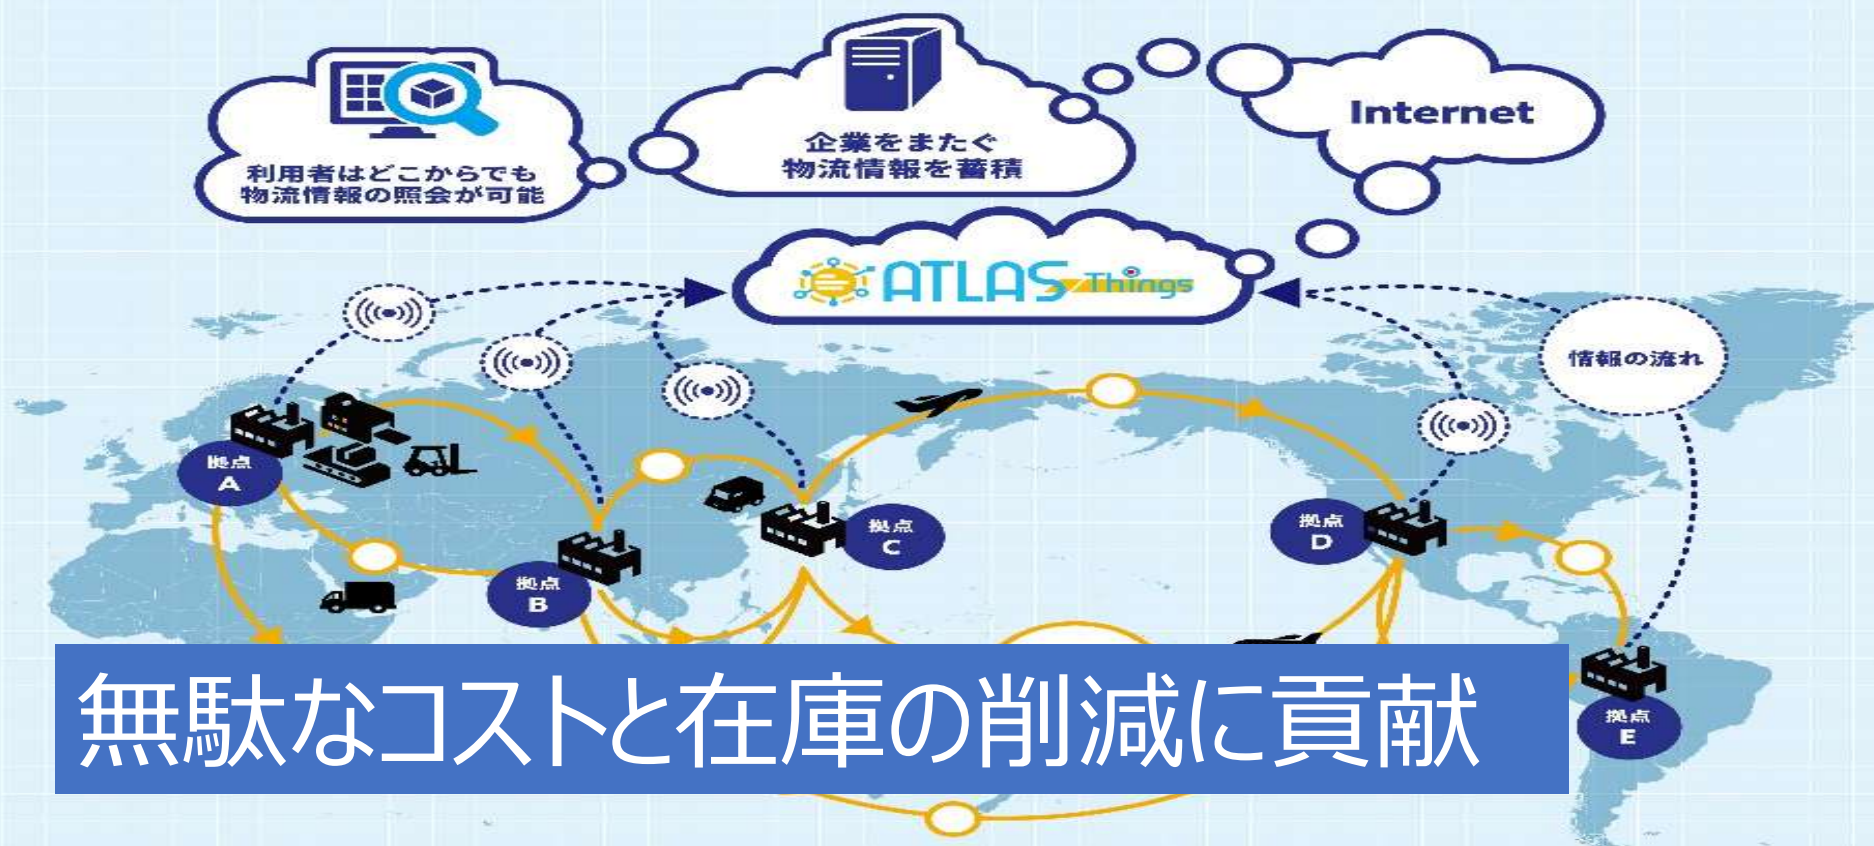 利用者はどこからでも
物流情報の照会が可能
企業をまたぐ
物流情報を蓄積
Internet
ATLAS Things
情報の流れ
拠点
A
拠点
B
拠点
C
拠点
D
拠点
E
無駄なコストと在庫の削減に貢献